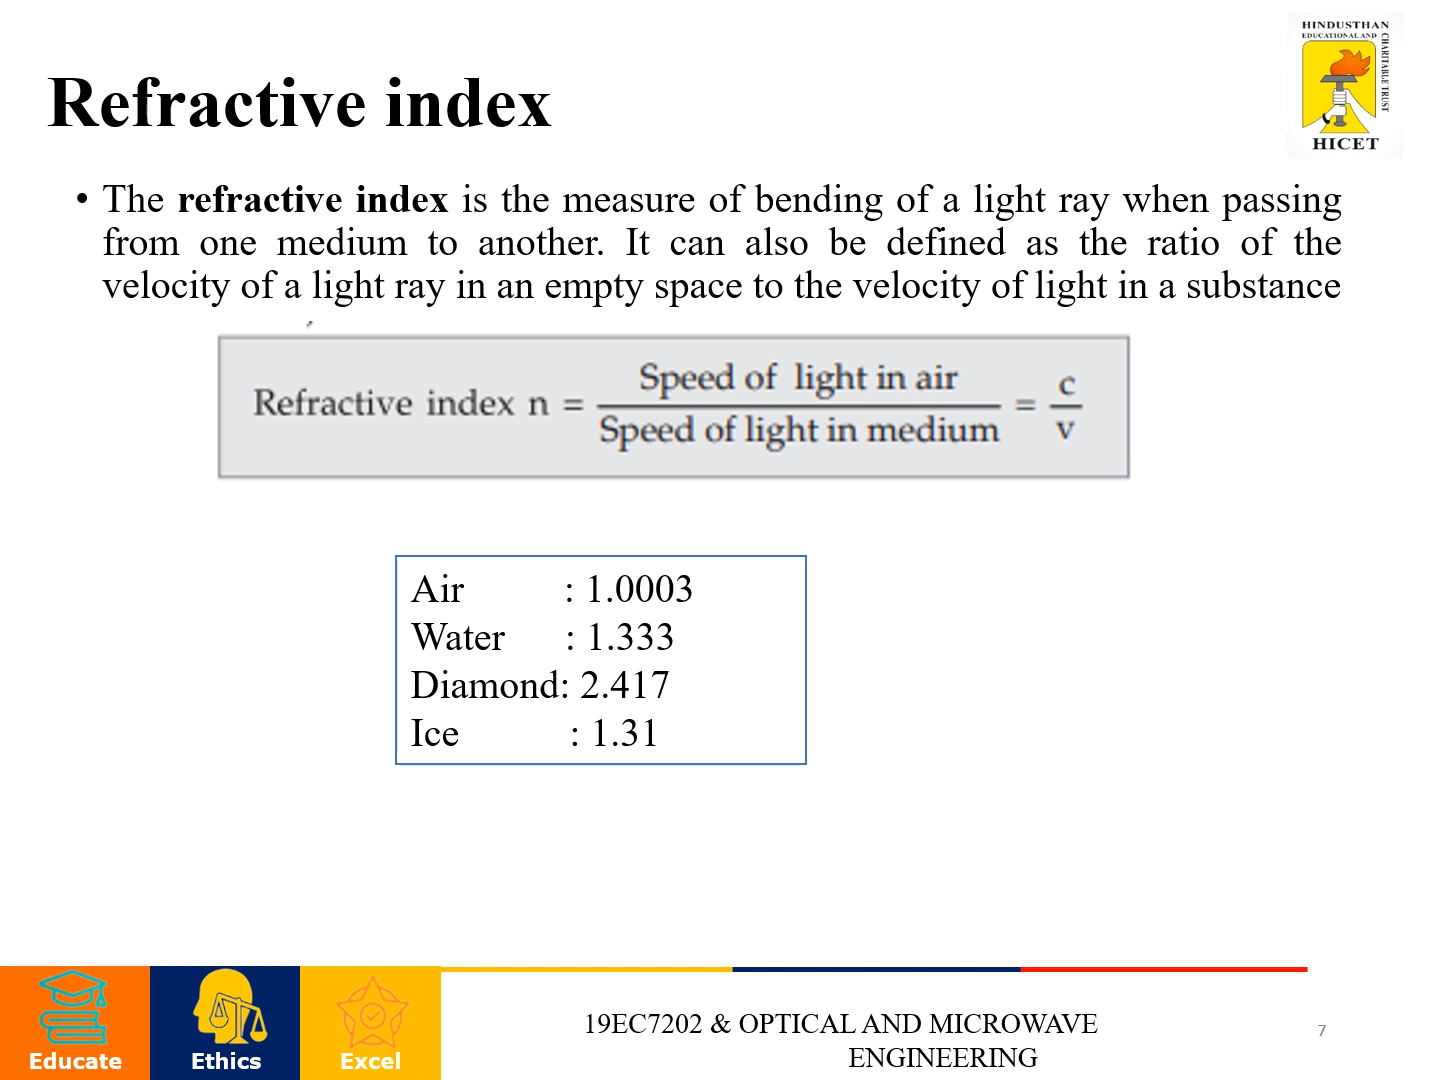 HINDUSTHAN
EDUCATIONAL AND
CHARITABLE TRUST
HICET
Refractive index
• The refractive index is the measure of bending of a light ray when passing
from one medium to another. It can also be defined as the ratio of the
velocity of a light ray in an empty space to the velocity of light in a substance
Refractive index n = Speed of light in air / Speed of light in medium = c / v
Air : 1.0003
Water : 1.333
Diamond: 2.417
Ice : 1.31
Educate
Ethics
Excel
19EC7202 & OPTICAL AND MICROWAVE
ENGINEERING
7